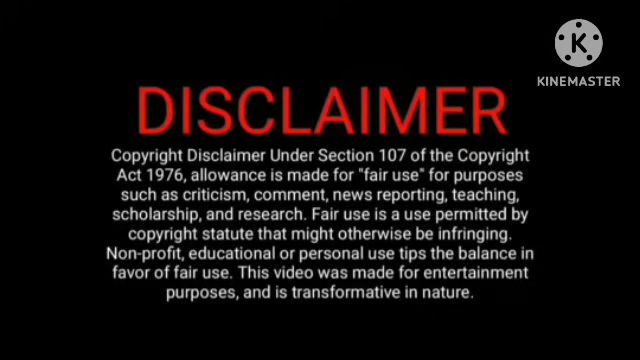 KINEMASTER
DISCLAIMER
Copyright Disclaimer Under Section 107 of the Copyright
Act 1976, allowance is made for "fair use" for purposes
such as criticism, comment, news reporting, teaching,
scholarship, and research. Fair use is a use permitted by
copyright statute that might otherwise be infringing.
Non-profit, educational or personal use tips the balance in
favor of fair use. This video was made for entertainment
purposes, and is transformative in nature.